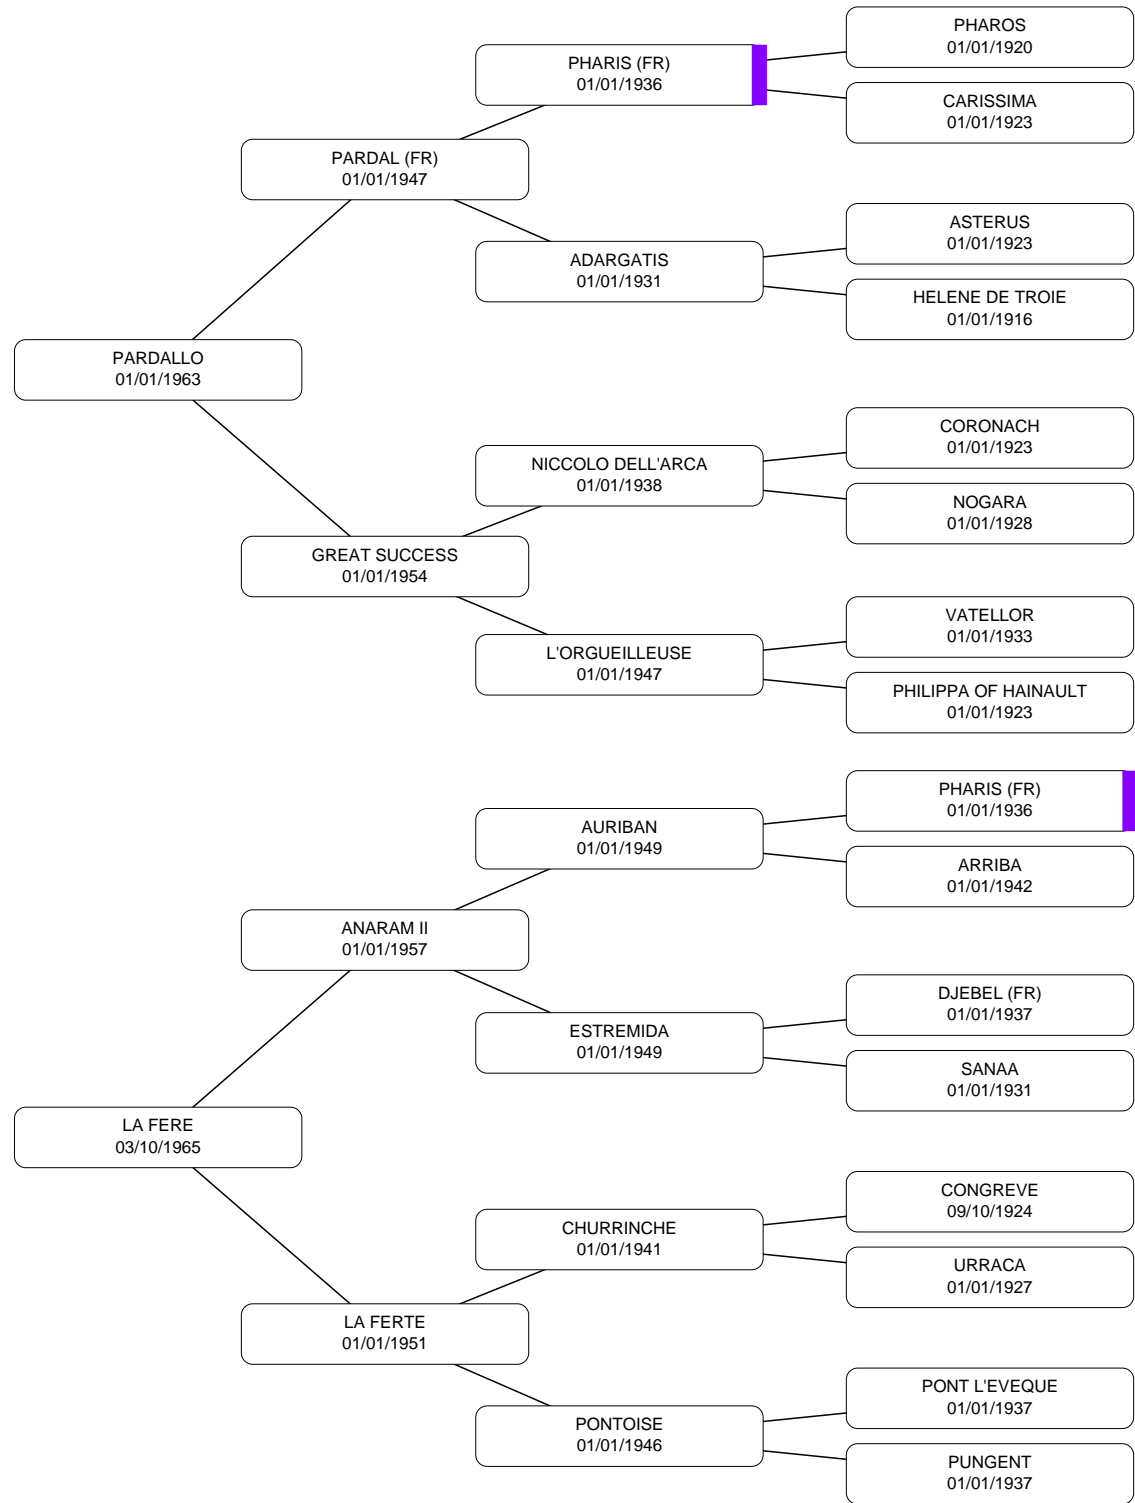 PHAROS
01/01/1920
PHARIS (FR)
01/01/1936
CARISSIMA
01/01/1923
PARDAL (FR)
01/01/1947
ASTERUS
01/01/1923
ADARGATIS
01/01/1931
HELENE DE TROIE
01/01/1916
PARDALLO
01/01/1963
CORONACH
01/01/1923
NICCOLO DELL'ARCA
01/01/1938
NOGARA
01/01/1928
GREAT SUCCESS
01/01/1954
VATELLOR
01/01/1933
L'ORGUEILLEUSE
01/01/1947
PHILIPPA OF HAINAULT
01/01/1923
PHARIS (FR)
01/01/1936
AURIBAN
01/01/1949
ARRIBA
01/01/1942
ANARAM II
01/01/1957
DJEBEL (FR)
01/01/1937
ESTREMIDA
01/01/1949
SANAA
01/01/1931
LA FERE
03/10/1965
CONGREVE
09/10/1924
CHURRINCHE
01/01/1941
URRACA
01/01/1927
LA FERTE
01/01/1951
PONT L'EVEQUE
01/01/1937
PONTOISE
01/01/1946
PUNGENT
01/01/1937